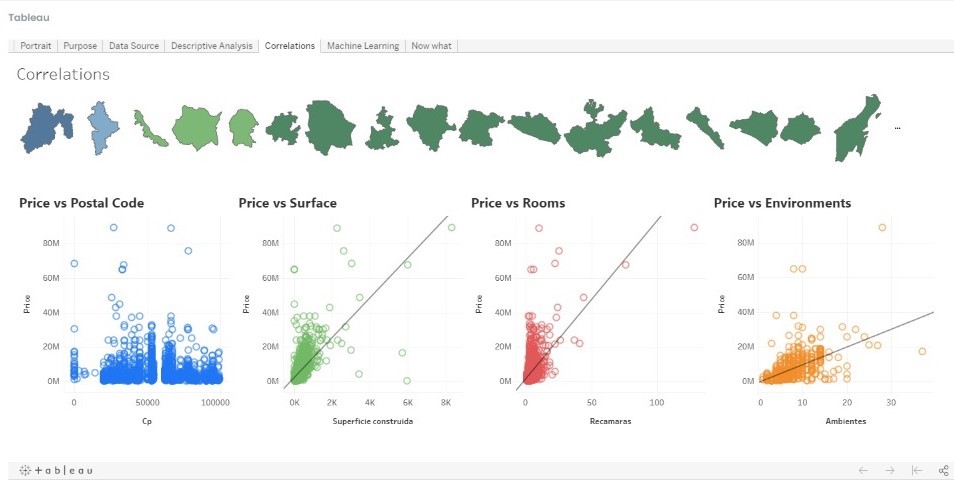 Tableau
Portrait Purpose Data Source Descriptive Analysis Correlations Machine Learning Now what
Correlations
...
Price vs Postal Code Price vs Surface Price vs Rooms Price vs Environments
80M 80M 80M 80M
60M 60M 60M 60M
Price Price Price Price
40M 40M 40M 40M
20M 20M 20M 20M
0M 0M 0M 0M
0 50000 100000 0K 2K 4K 6K 8K 0 50 100 0 10 20 30
Cp Superficie construida Recamaras Ambientes
+ableau